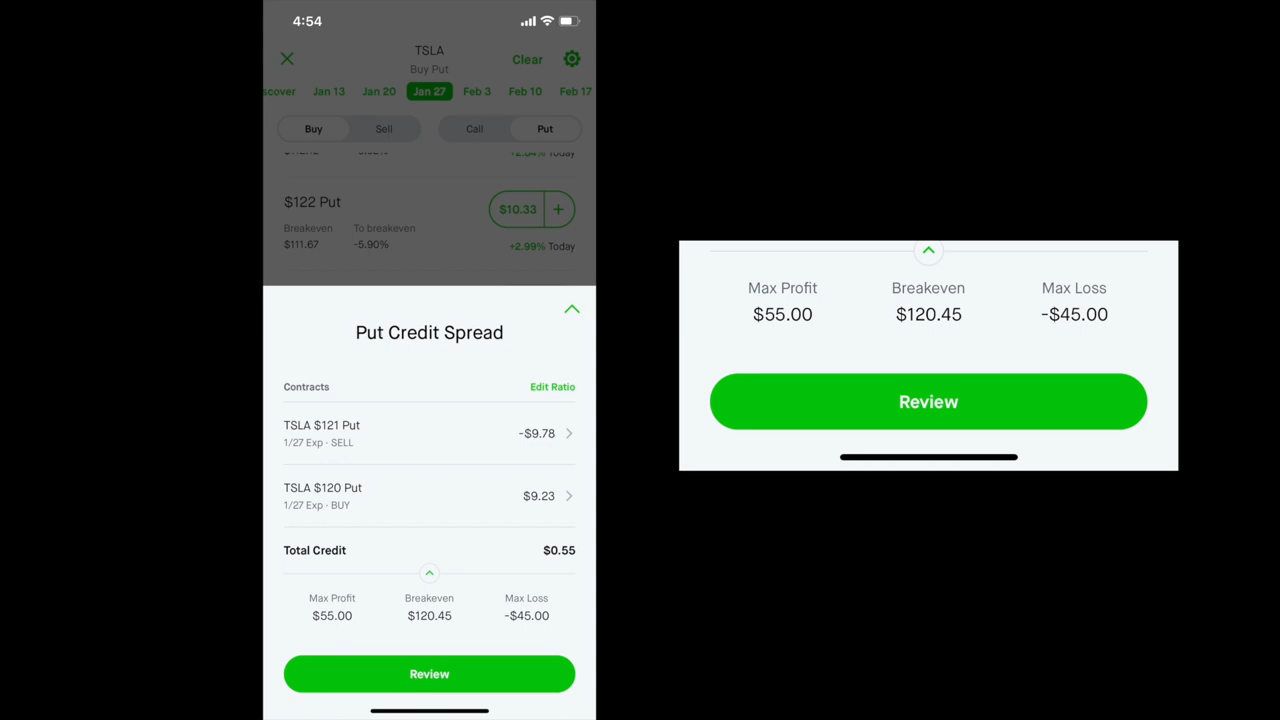 4:54
TSLA
Buy Put
Clear
scover Jan 13 Jan 20 Jan 27 Feb 3 Feb 10 Feb 17
Buy Sell Call Put
Today
$122 Put
$10.33 +
Breakeven To breakeven
$111.67 -5.90%
+2.99% Today
Put Credit Spread
Contracts Edit Ratio
TSLA $121 Put
1/27 Exp · SELL
-$9.78
TSLA $120 Put
1/27 Exp · BUY
$9.23
Total Credit $0.55
Max Profit Breakeven Max Loss
$55.00 $120.45 -$45.00
Review
Max Profit Breakeven Max Loss
$55.00 $120.45 -$45.00
Review